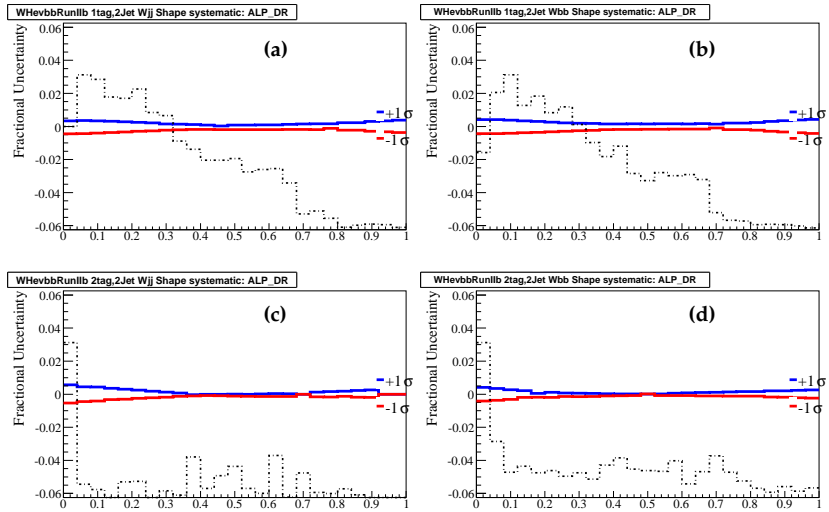 WHevbbRunIIb 1tag,2Jet Wjj Shape systematic: ALP_DR
Fractional Uncertainty
0.06
0.04
0.02
0
-0.02
-0.04
-0.06
(a)
+1σ
-1σ
0 0.1 0.2 0.3 0.4 0.5 0.6 0.7 0.8 0.9 1
WHevbbRunIIb 1tag,2Jet Wbb Shape systematic: ALP_DR
Fractional Uncertainty
0.06
0.04
0.02
0
-0.02
-0.04
-0.06
(b)
+1σ
-1σ
0 0.1 0.2 0.3 0.4 0.5 0.6 0.7 0.8 0.9 1
WHevbbRunIIb 2tag,2Jet Wjj Shape systematic: ALP_DR
Fractional Uncertainty
0.06
0.04
0.02
0
-0.02
-0.04
-0.06
(c)
+1σ
-1σ
0 0.1 0.2 0.3 0.4 0.5 0.6 0.7 0.8 0.9 1
WHevbbRunIIb 2tag,2Jet Wbb Shape systematic: ALP_DR
Fractional Uncertainty
0.06
0.04
0.02
0
-0.02
-0.04
-0.06
(d)
+1σ
-1σ
0 0.1 0.2 0.3 0.4 0.5 0.6 0.7 0.8 0.9 1